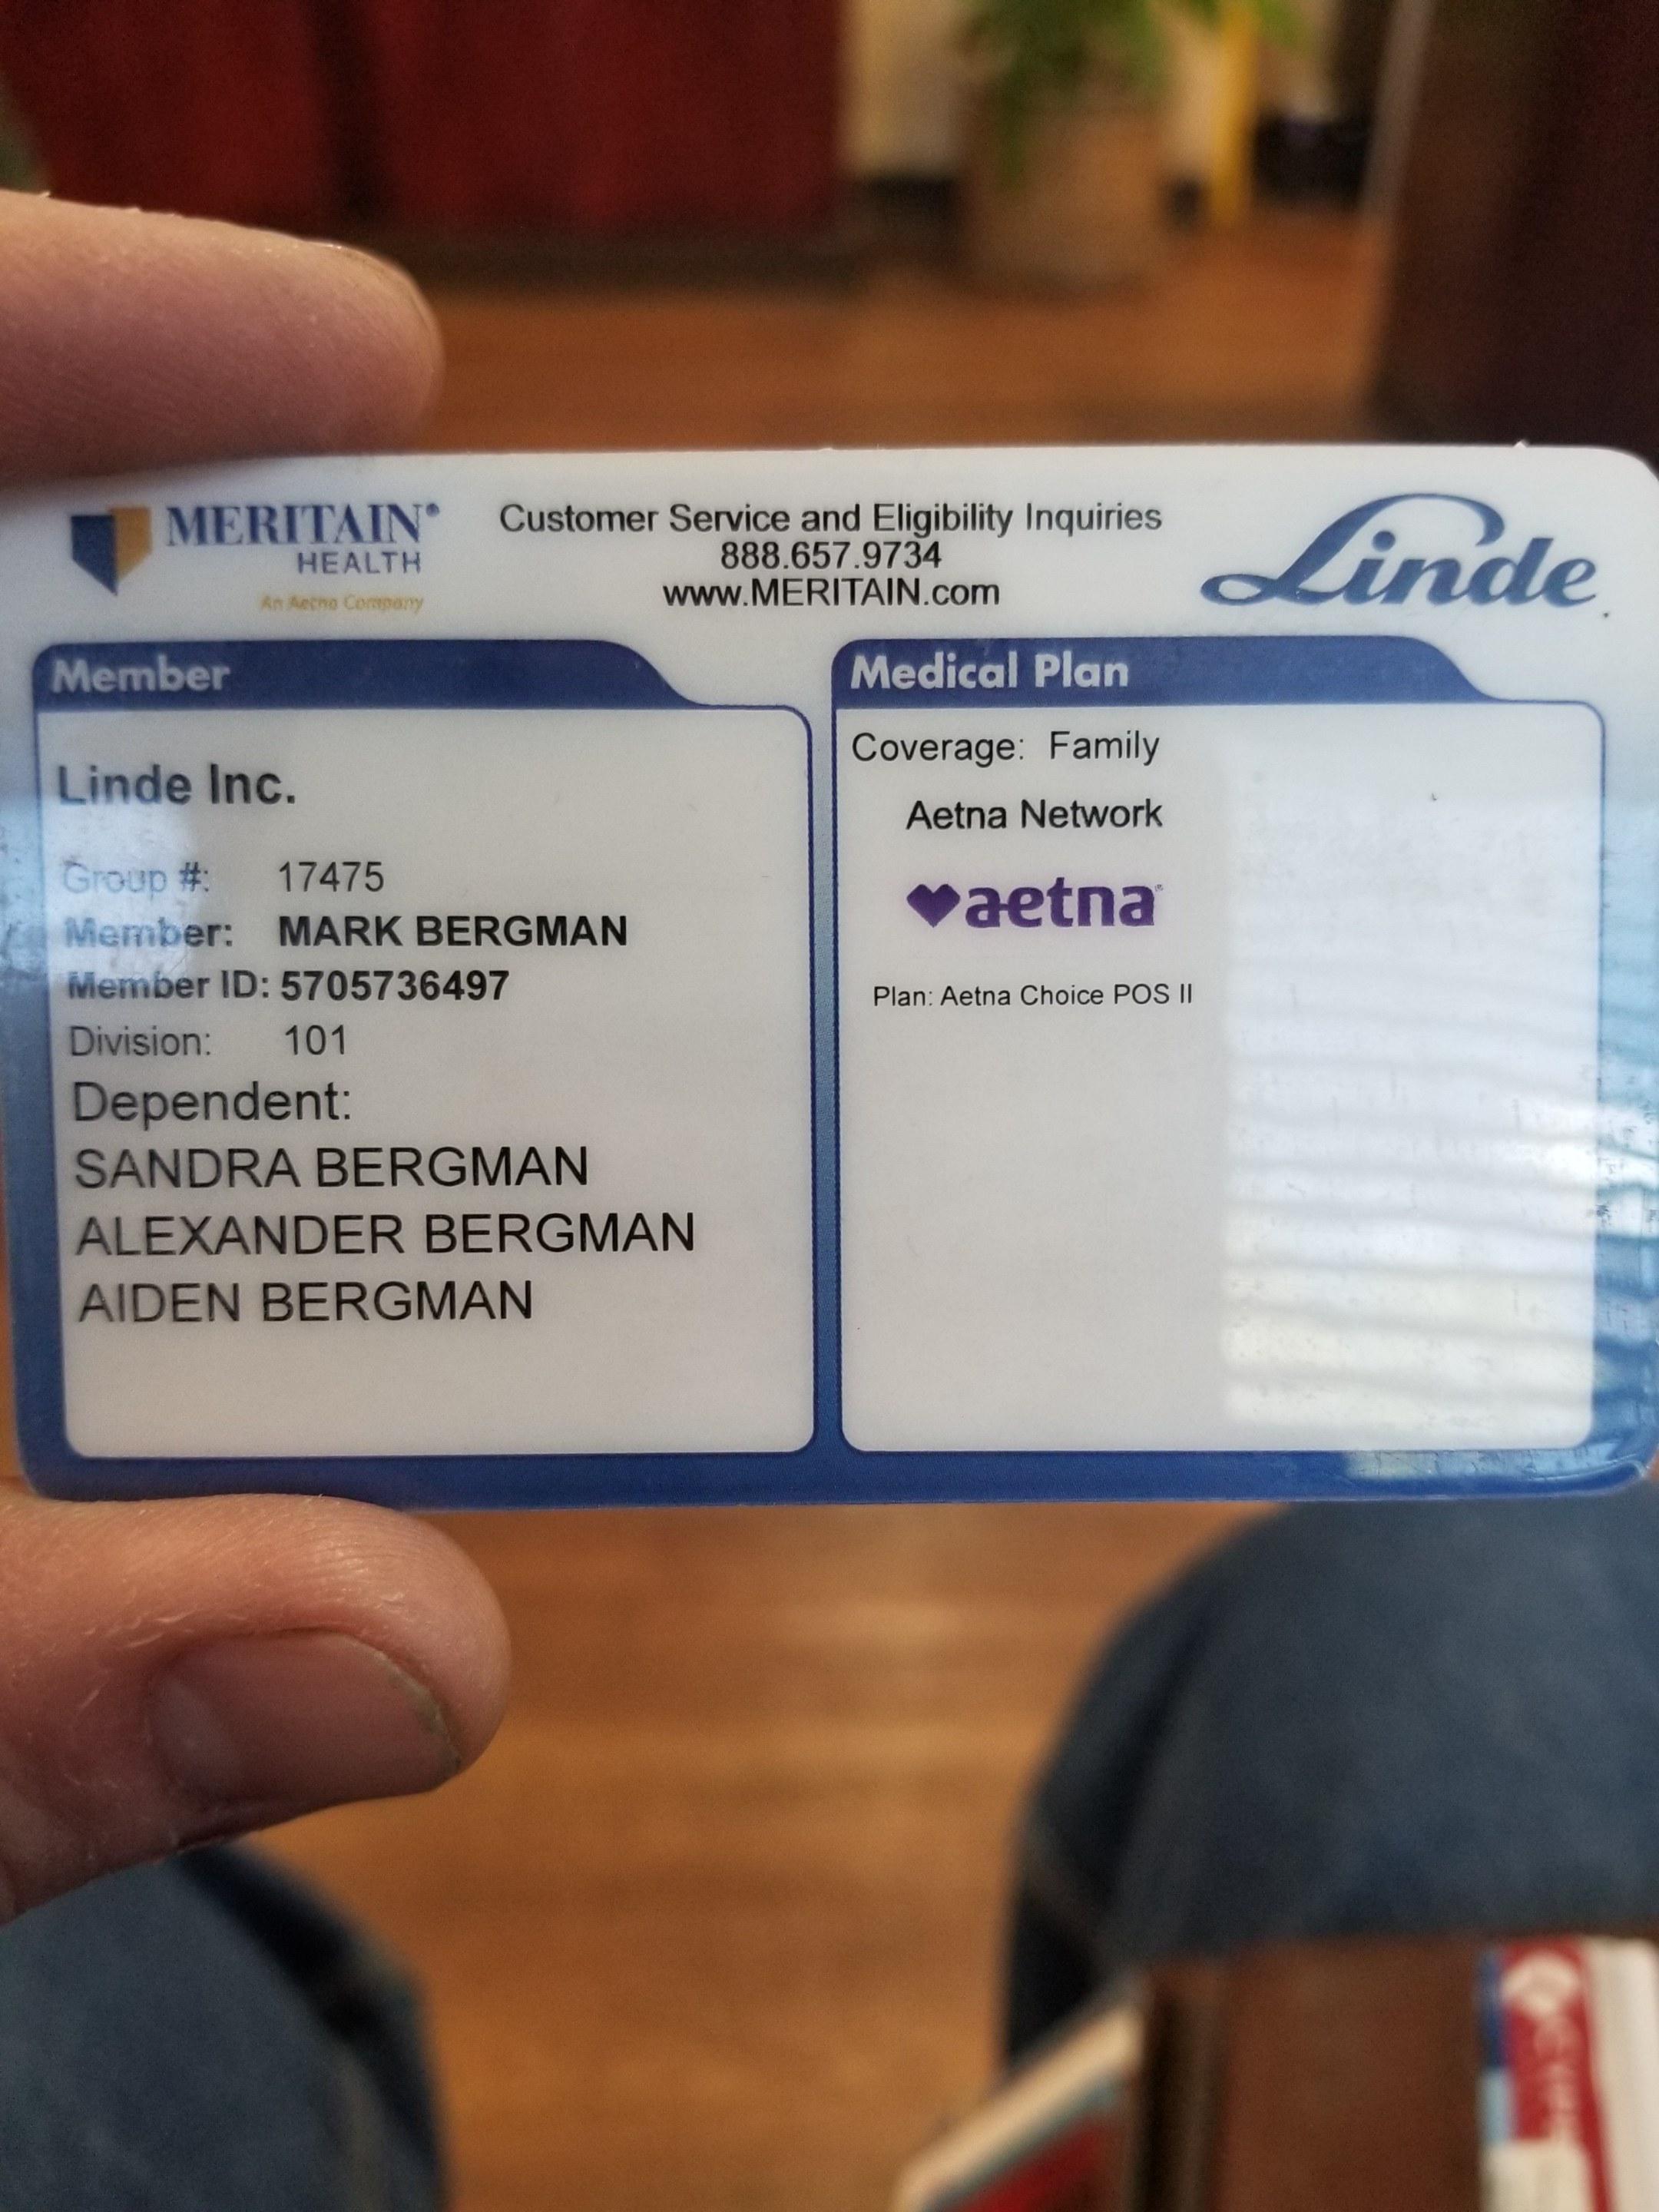 MERITAIN®
HEALTH
An Aetna Company
Customer Service and Eligibility Inquiries
888.657.9734
www.MERITAIN.com
Linde
Member
Linde Inc.
Group #: 17475
Member: MARK BERGMAN
Member ID: 5705736497
Division: 101
Dependent:
SANDRA BERGMAN
ALEXANDER BERGMAN
AIDEN BERGMAN
Medical Plan
Coverage: Family
Aetna Network
aetna
Plan: Aetna Choice POS II